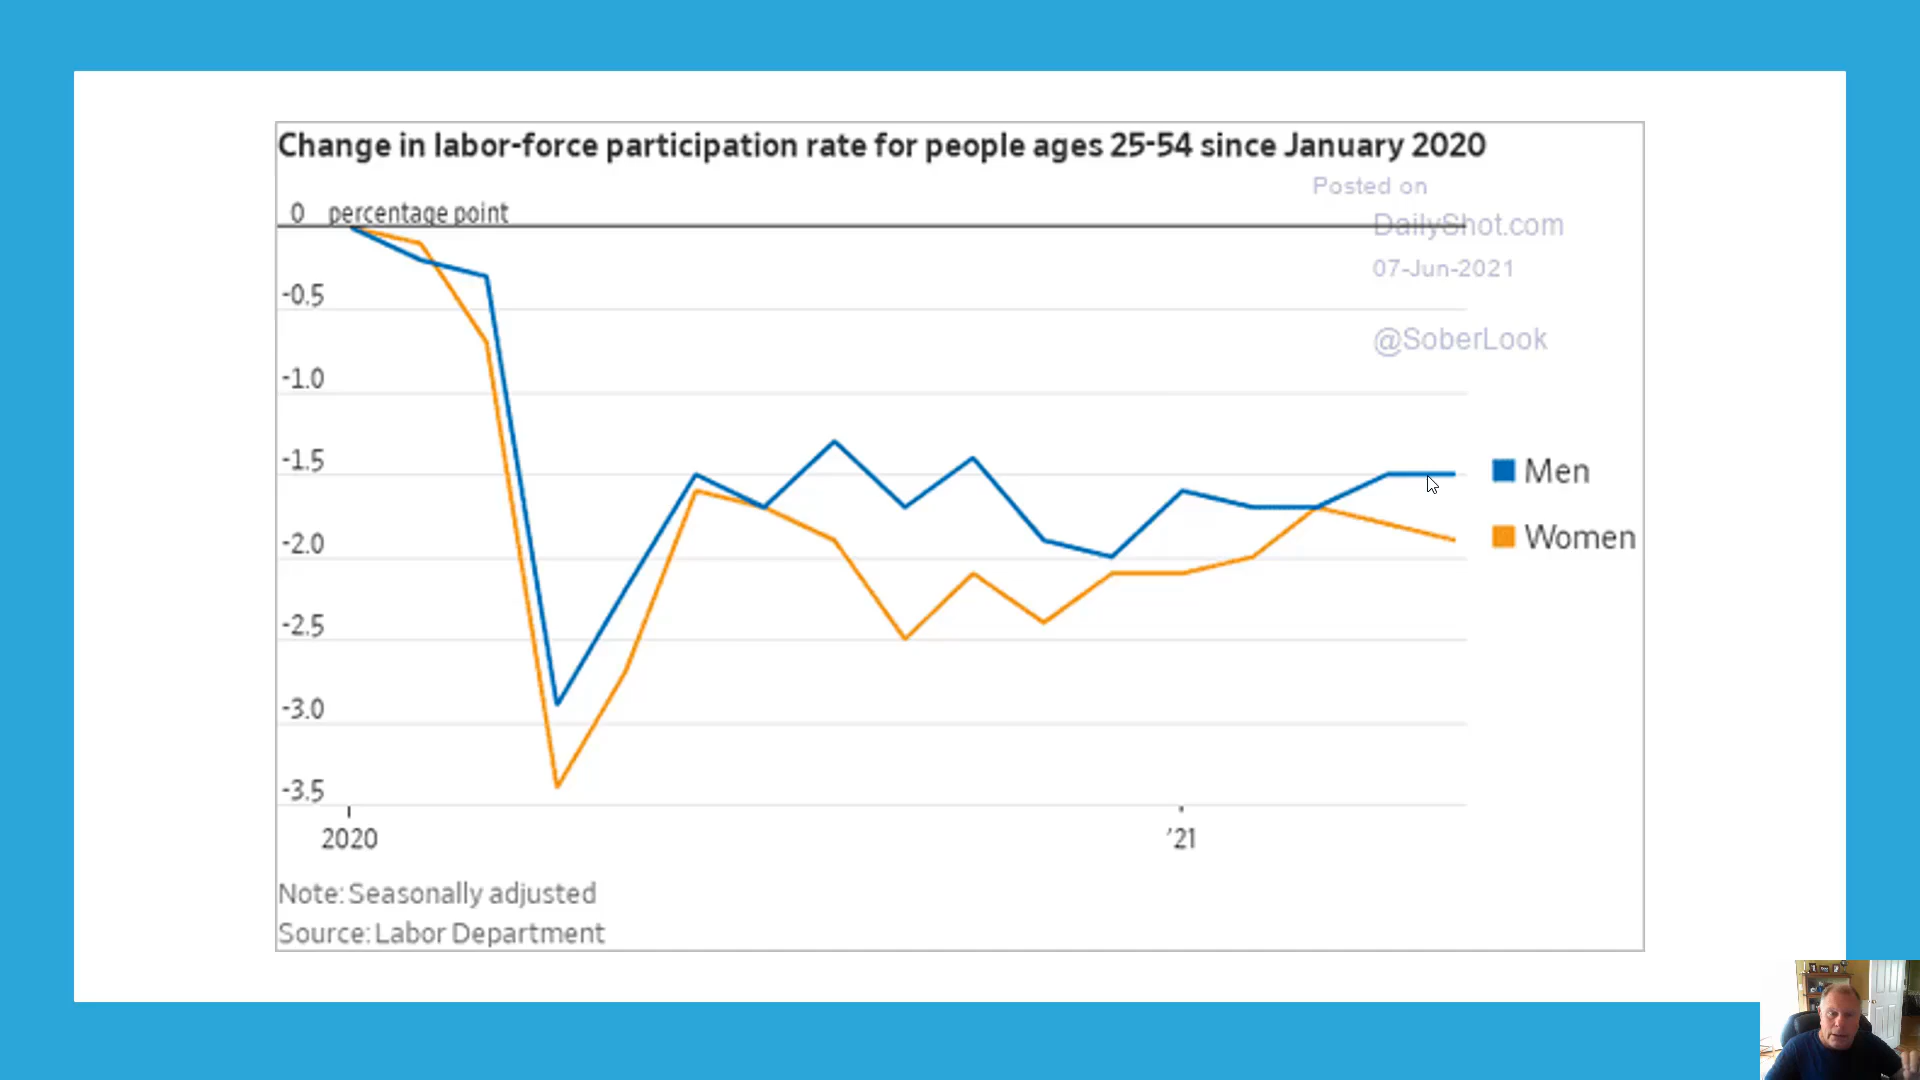 Change in labor-force participation rate for people ages 25-54 since January 2020
Posted on
0 percentage point
DailyShot.com
07-Jun-2021
-0.5
@SoberLook
-1.0
-1.5
Men
-2.0
Women
-2.5
-3.0
-3.5
2020 ’21
Note: Seasonally adjusted
Source: Labor Department